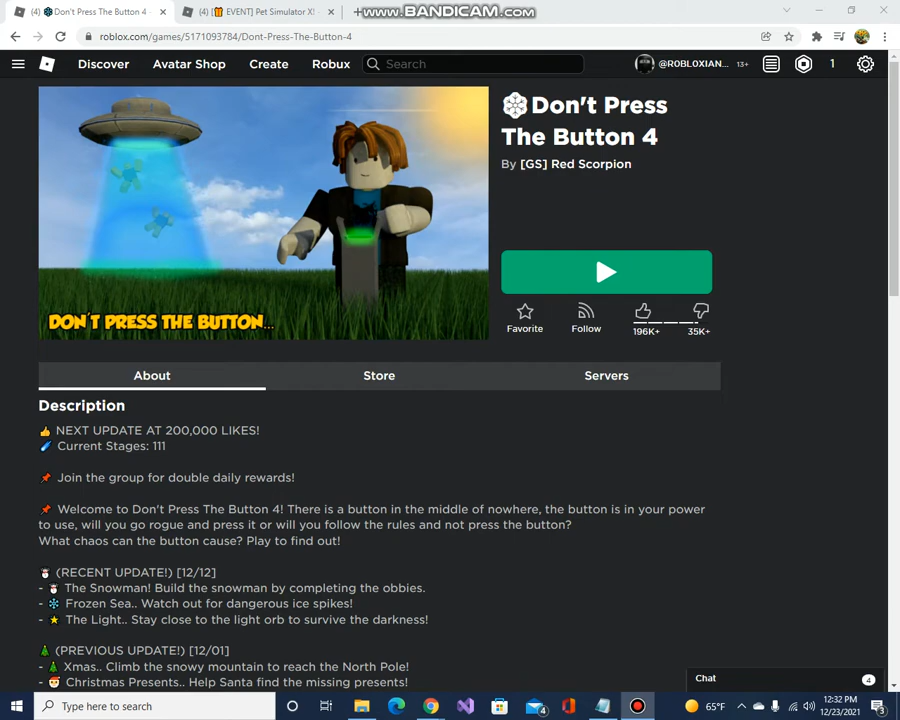 (4) Don't Press The Button 4 -
(4) [ EVENT] Pet Simulator X! -
www.BANDICAM.com
roblox.com/games/5171093784/Dont-Press-The-Button-4
Discover
Avatar Shop
Create
Robux
Search
@R0BL0XIAN... 13+
1
Don't Press
The Button 4
By [GS] Red Scorpion
DON'T PRESS THE BUTTON...
Favorite
Follow
196K+
35K+
About
Store
Servers
Description
NEXT UPDATE AT 200,000 LIKES!
Current Stages: 111
Join the group for double daily rewards!
Welcome to Don't Press The Button 4! There is a button in the middle of nowhere, the button is in your power
to use, will you go rogue and press it or will you follow the rules and not press the button?
What chaos can the button cause? Play to find out!
(RECENT UPDATE!) [12/12]
- The Snowman! Build the snowman by completing the obbies.
- Frozen Sea.. Watch out for dangerous ice spikes!
- The Light.. Stay close to the light orb to survive the darkness!
(PREVIOUS UPDATE!) [12/01]
- Xmas.. Climb the snowy mountain to reach the North Pole!
- Christmas Presents.. Help Santa find the missing presents!
Chat
4
Type here to search
4
65°F
12:32 PM
12/23/2021
3